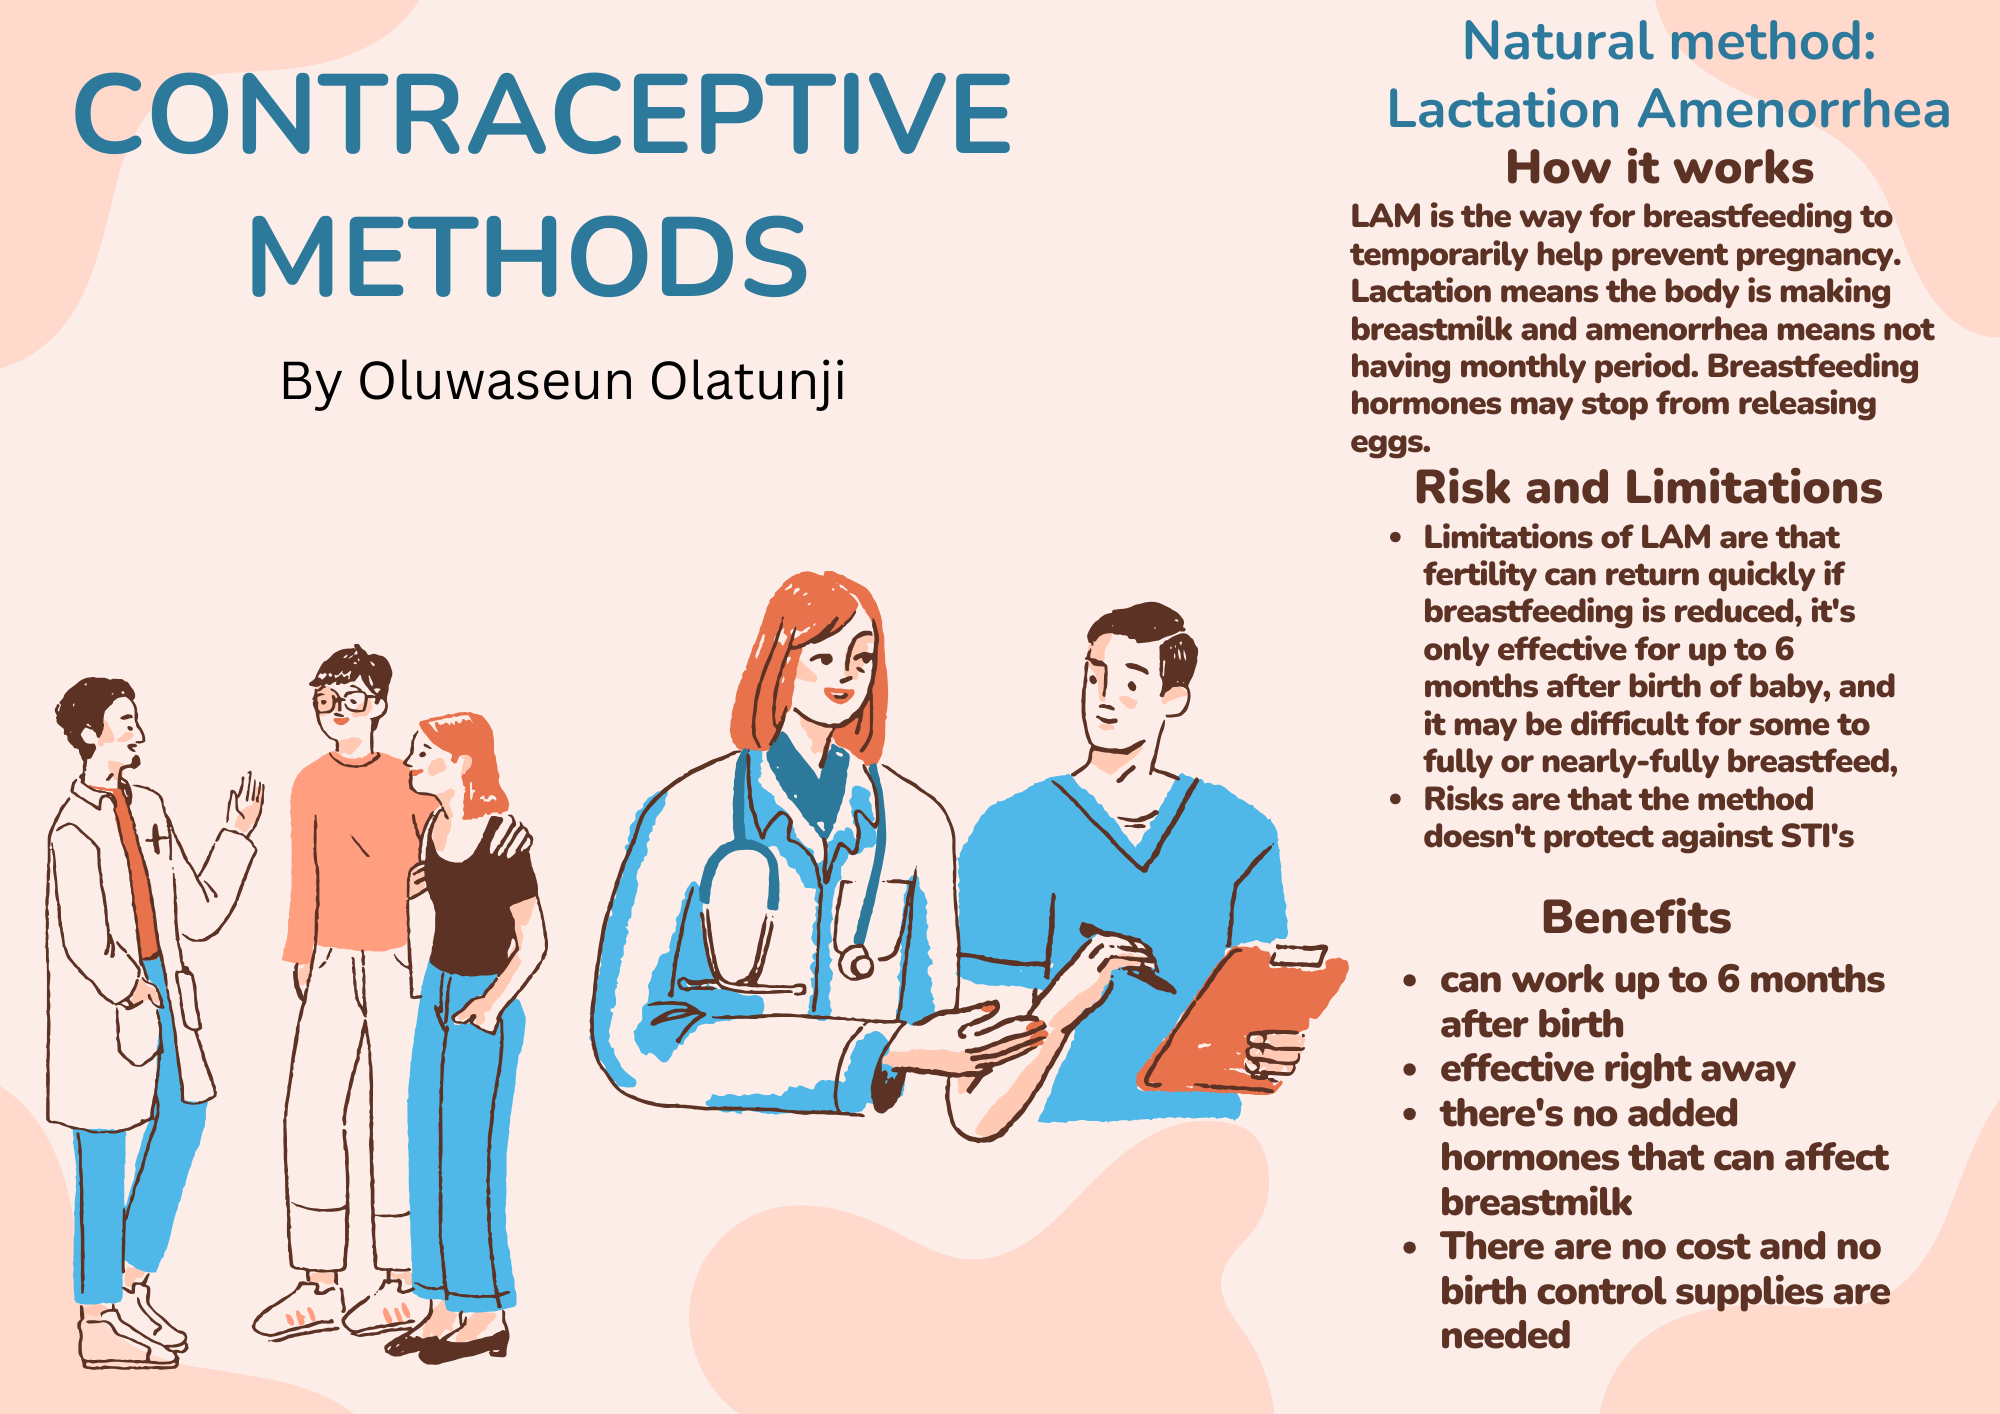 CONTRACEPTIVE
METHODS
By Oluwaseun Olatunji
Natural method:
Lactation Amenorrhea
How it works
LAM is the way for breastfeeding to
temporarily help prevent pregnancy.
Lactation means the body is making
breastmilk and amenorrhea means not
having monthly period. Breastfeeding
hormones may stop from releasing
eggs.
Risk and Limitations
• Limitations of LAM are that
fertility can return quickly if
breastfeeding is reduced, it's
only effective for up to 6
months after birth of baby, and
it may be difficult for some to
fully or nearly-fully breastfeed,
• Risks are that the method
doesn't protect against STI's
Benefits
• can work up to 6 months
after birth
• effective right away
• there's no added
hormones that can affect
breastmilk
• There are no cost and no
birth control supplies are
needed